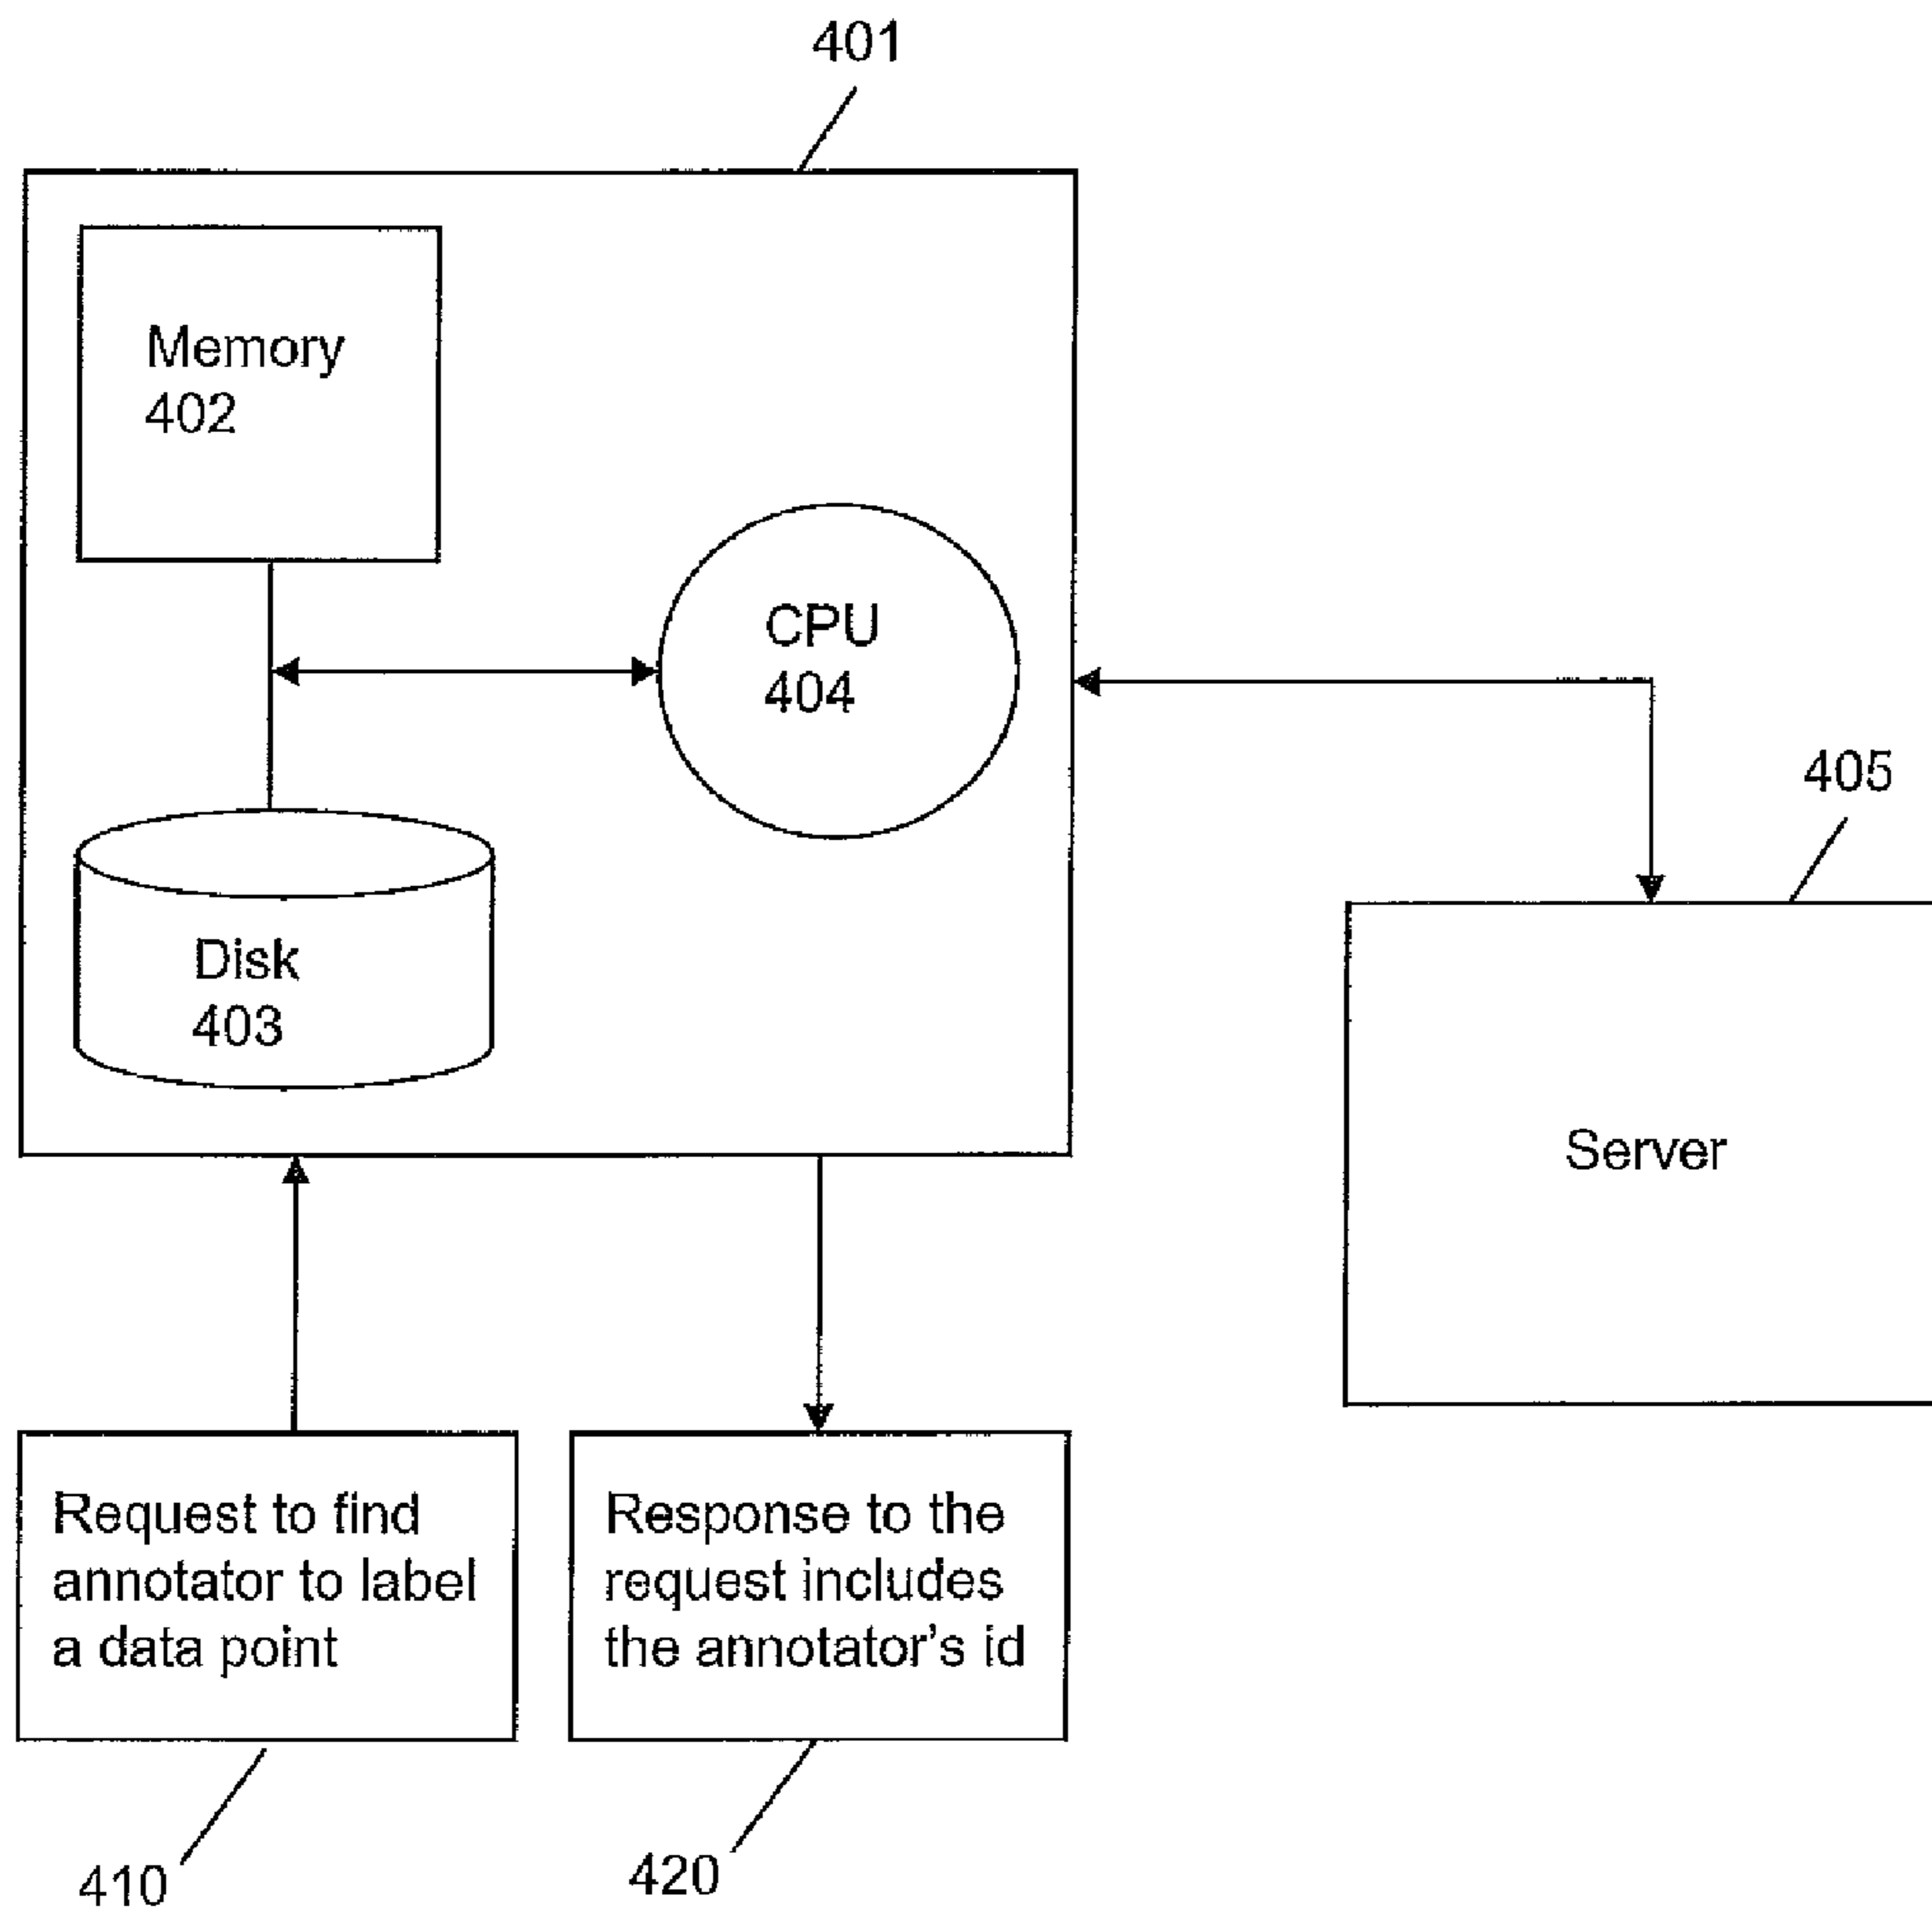 401
Memory
402
CPU
404
405
Disk
403
Server
Request to find
annotator to label
a data point
Response to the
request includes
the annotator's id
410
420